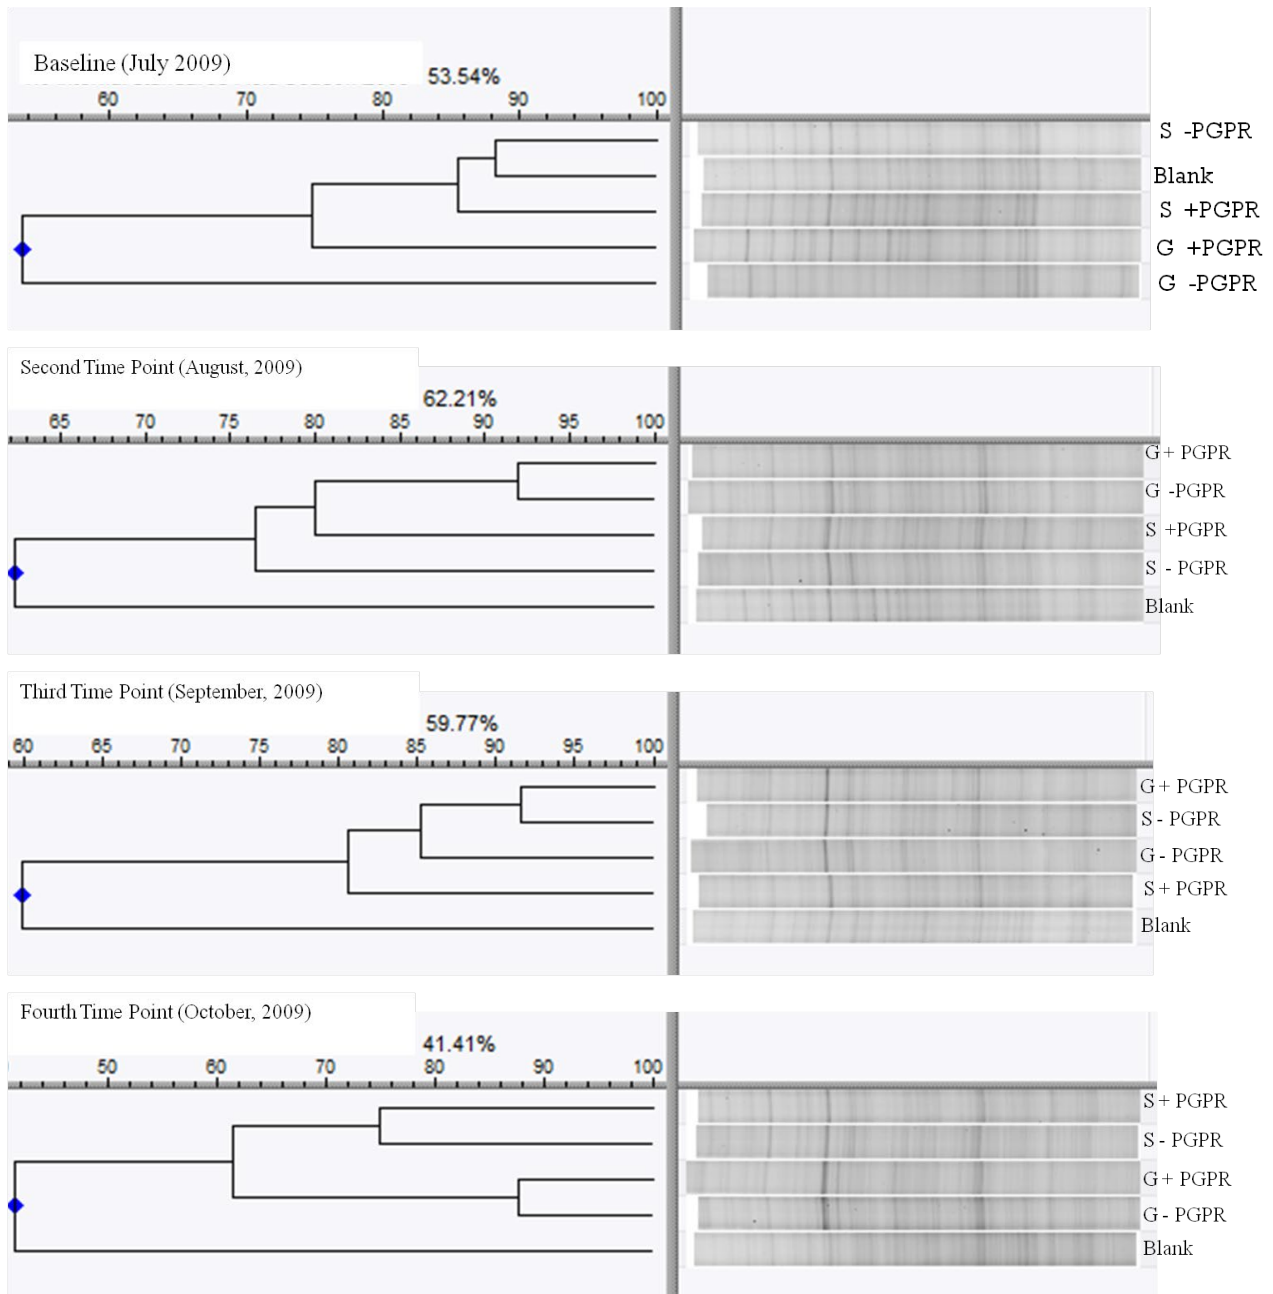 Baseline (July 2009)
53.54%
60 70 80 90 100
S -PGPR
Blank
S +PGPR
G +PGPR
G -PGPR
Second Time Point (August, 2009)
62.21%
65 70 75 80 85 90 95 100
G + PGPR
G -PGPR
S +PGPR
S - PGPR
Blank
Third Time Point (September, 2009)
59.77%
60 65 70 75 80 85 90 95 100
G + PGPR
S - PGPR
G - PGPR
S + PGPR
Blank
Fourth Time Point (October, 2009)
41.41%
50 60 70 80 90 100
S + PGPR
S - PGPR
G + PGPR
G - PGPR
Blank